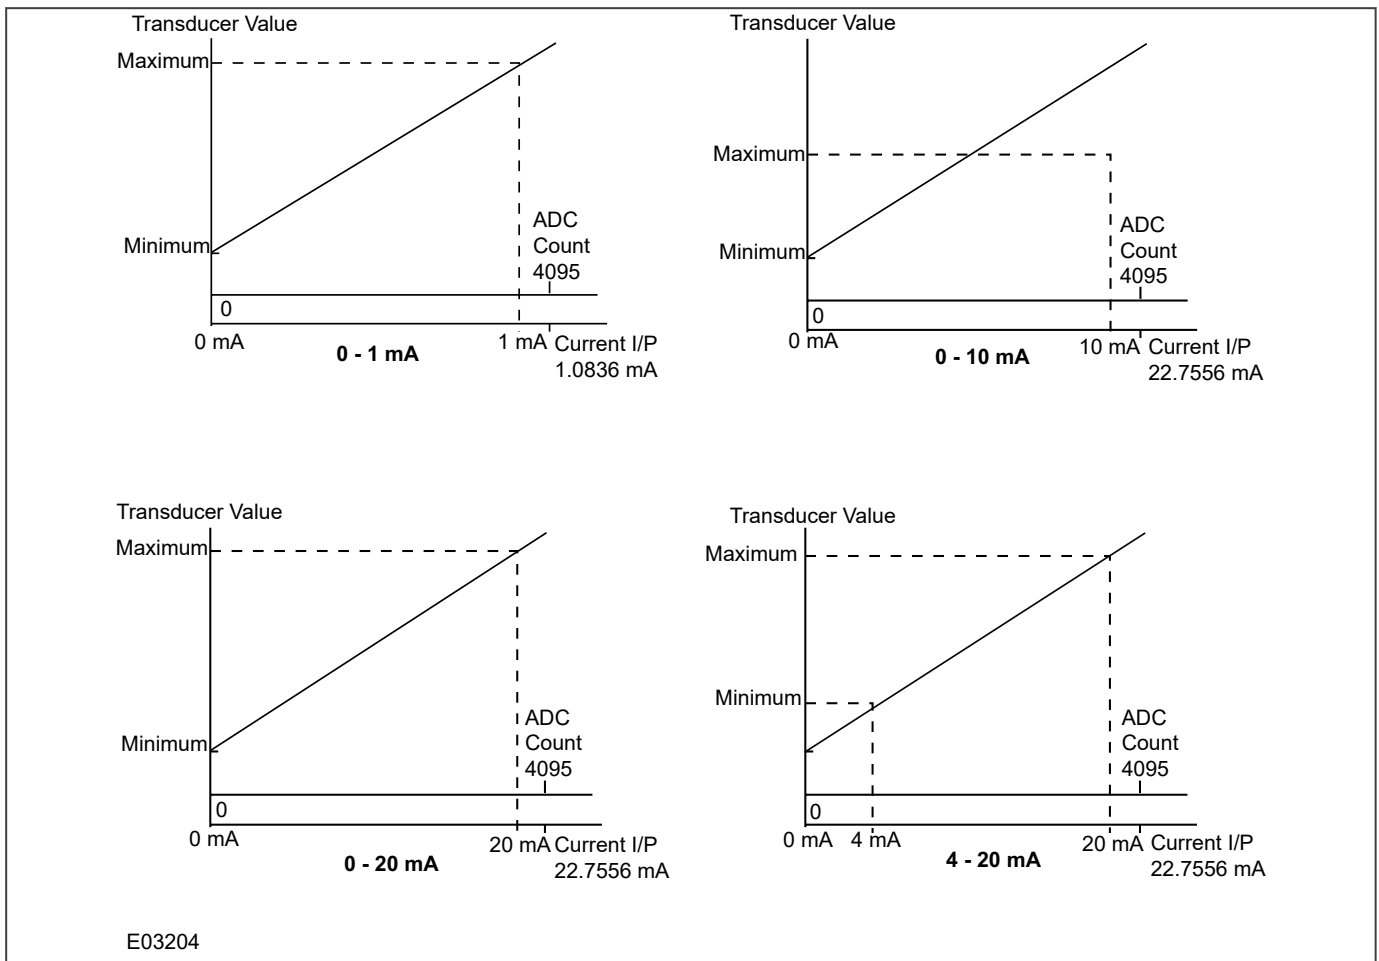 Transducer Value
Maximum
Minimum
ADC
Count
4095
0
0 mA
1 mA
Current I/P
1.0836 mA
0 - 1 mA
Transducer Value
Maximum
Minimum
ADC
Count
4095
0
0 mA
10 mA
Current I/P
22.7556 mA
0 - 10 mA
Transducer Value
Maximum
Minimum
ADC
Count
4095
0
0 mA
20 mA
Current I/P
22.7556 mA
0 - 20 mA
Transducer Value
Maximum
Minimum
ADC
Count
4095
0
0 mA
4 mA
20 mA
Current I/P
22.7556 mA
4 - 20 mA
E03204